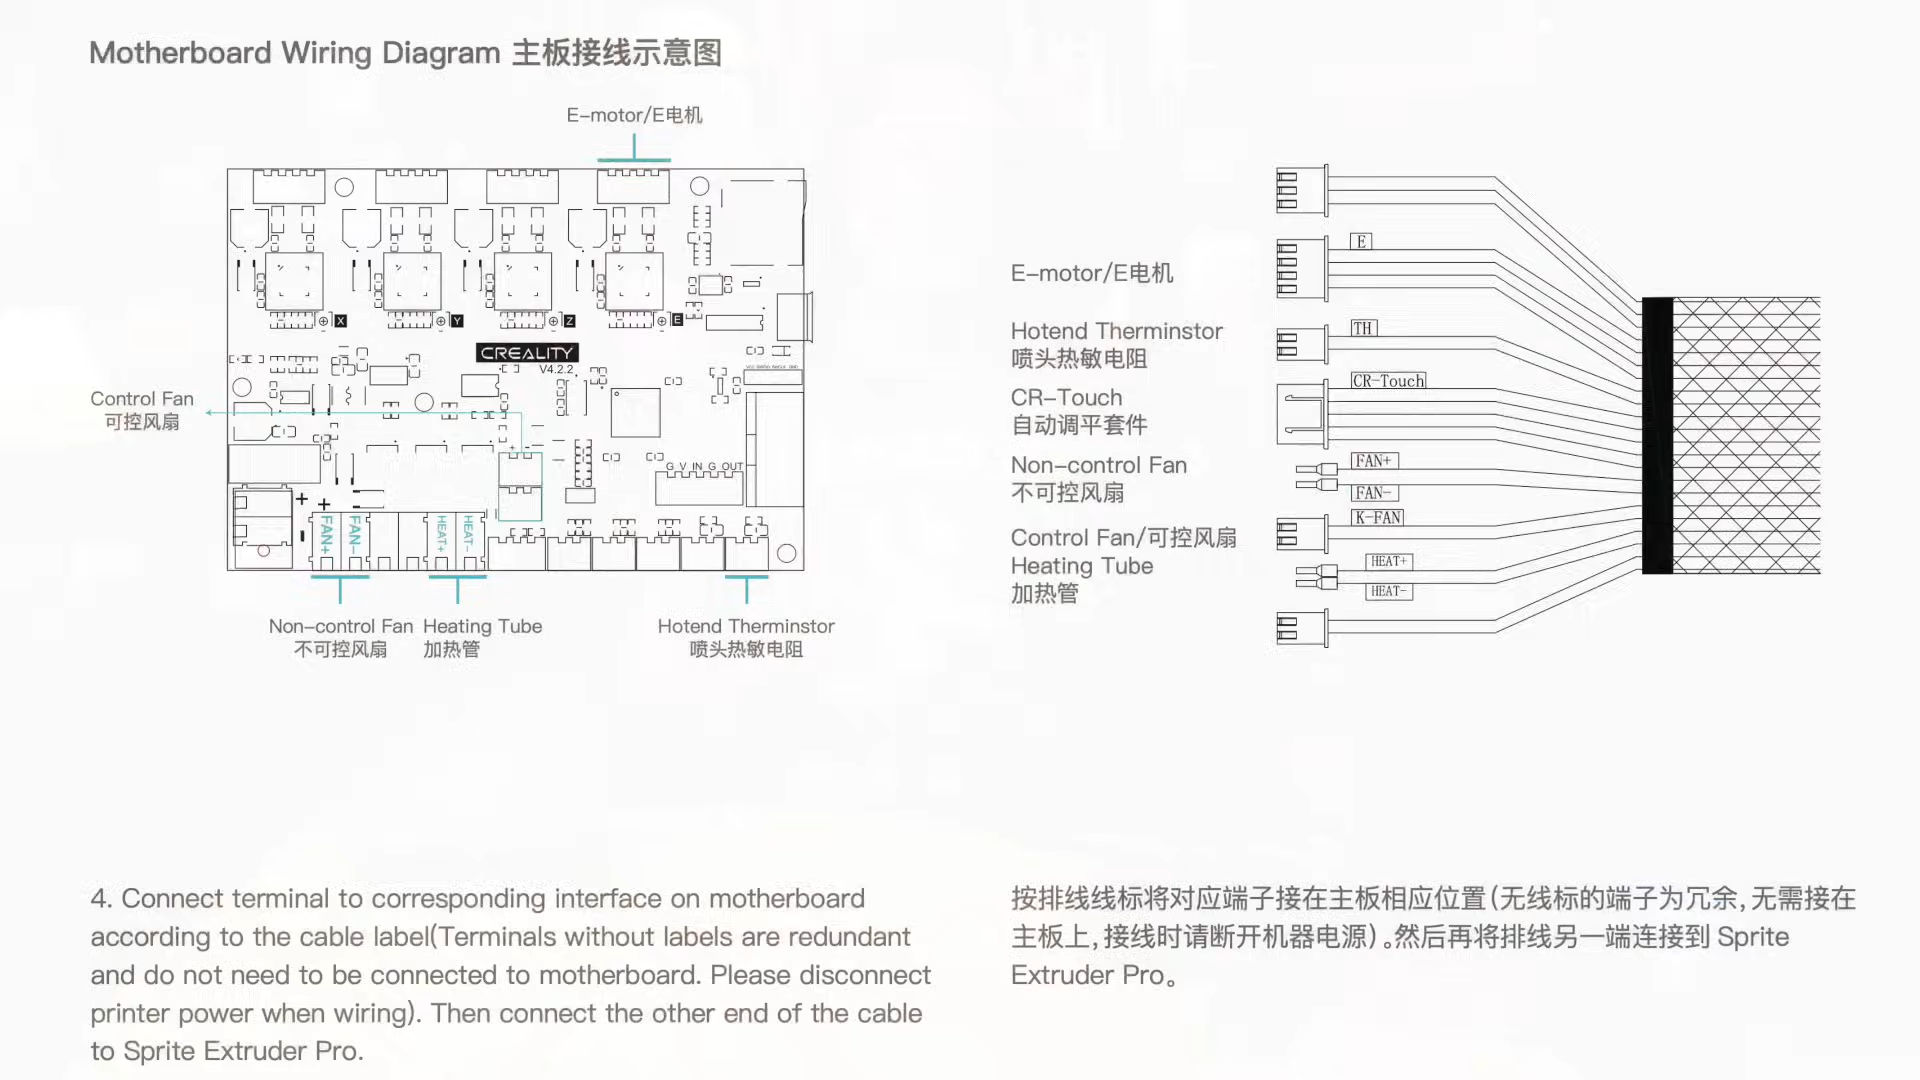 Motherboard Wiring Diagram 主板接线示意图
E-motor/E电机
X
Y
Z
E
CREALITY
V4.2.2
Control Fan
可控风扇
G V IN G OUT
+
+
-
FAN+
FAN-
HEAT+
HEAT-
Non-control Fan
不可控风扇
Heating Tube
加热管
Hotend Therminstor
喷头热敏电阻
E-motor/E电机
Hotend Therminstor
喷头热敏电阻
CR-Touch
自动调平套件
Non-control Fan
不可控风扇
Control Fan/可控风扇
Heating Tube
加热管
E
TH
CR-Touch
FAN+
FAN-
K-FAN
HEAT+
HEAT-
4. Connect terminal to corresponding interface on motherboard
according to the cable label(Terminals without labels are redundant
and do not need to be connected to motherboard. Please disconnect
printer power when wiring). Then connect the other end of the cable
to Sprite Extruder Pro.
按排线线标将对应端子接在主板相应位置(无线标的端子为冗余,无需接在
主板上,接线时请断开机器电源)。然后再将排线另一端连接到 Sprite
Extruder Pro。